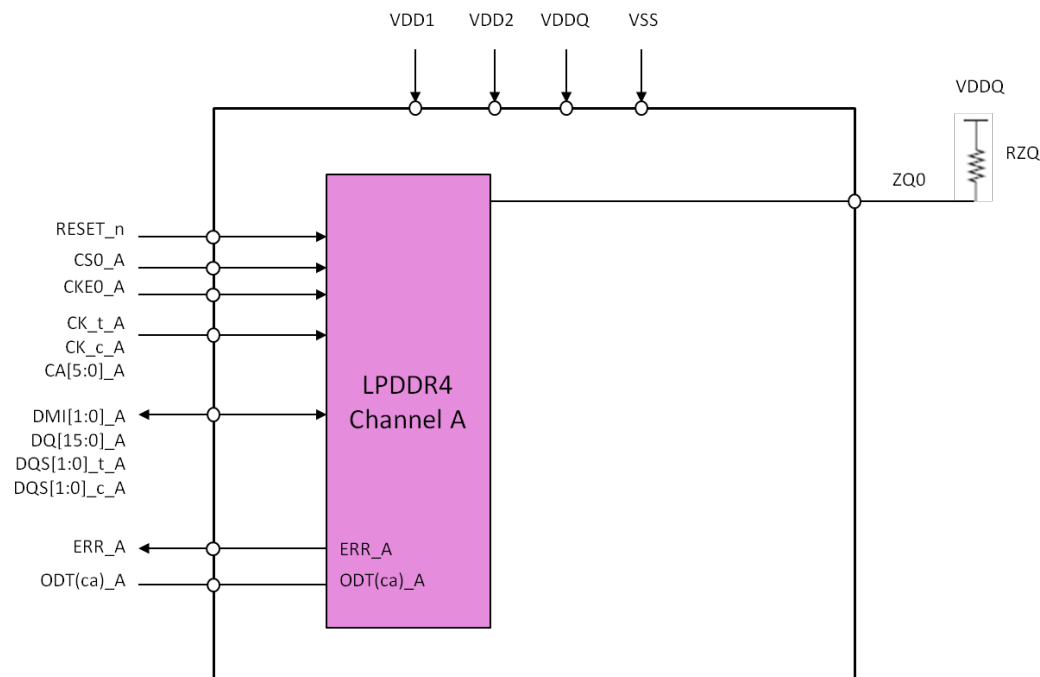 VDD1
VDD2
VDDQ
VSS
VDDQ
RZQ
ZQ0
RESET_n
CS0_A
CKE0_A
CK_t_A
CK_c_A
CA[5:0]_A
LPDDR4
Channel A
DMI[1:0]_A
DQ[15:0]_A
DQS[1:0]_t_A
DQS[1:0]_c_A
ERR_A
ERR_A
ODT(ca)_A
ODT(ca)_A